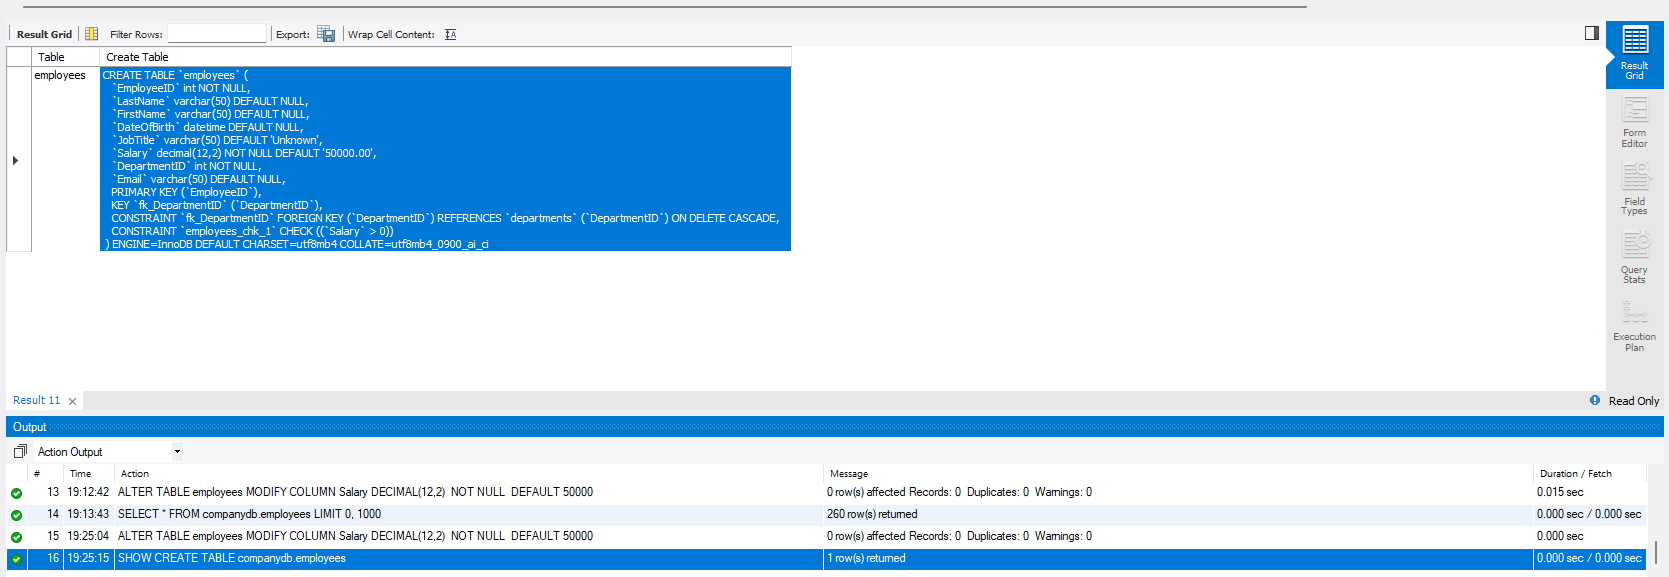 Result Grid Filter Rows: Export: Wrap Cell Content:
Table Create Table
employees CREATE TABLE `employees` (
`EmployeeID` int NOT NULL,
`LastName` varchar(50) DEFAULT NULL,
`FirstName` varchar(50) DEFAULT NULL,
`DateOfBirth` datetime DEFAULT NULL,
`JobTitle` varchar(50) DEFAULT 'Unknown',
`Salary` decimal(12,2) NOT NULL DEFAULT '50000.00',
`DepartmentID` int NOT NULL,
`Email` varchar(50) DEFAULT NULL,
PRIMARY KEY (`EmployeeID`),
KEY `fk_DepartmentID` (`DepartmentID`),
CONSTRAINT `fk_DepartmentID` FOREIGN KEY (`DepartmentID`) REFERENCES `departments` (`DepartmentID`) ON DELETE CASCADE,
CONSTRAINT `employees_chk_1` CHECK ((`Salary` > 0))
) ENGINE=InnoDB DEFAULT CHARSET=utf8mb4 COLLATE=utf8mb4_0900_ai_ci
Result
Grid
Form
Editor
Field
Types
Query
Stats
Execution
Plan
Result 11 Read Only
Output
Action Output
# Time Action Message Duration / Fetch
13 19:12:42 ALTER TABLE employees MODIFY COLUMN Salary DECIMAL(12,2) NOT NULL DEFAULT 50000 0 row(s) affected Records: 0 Duplicates: 0 Warnings: 0 0.015 sec
14 19:13:43 SELECT * FROM companydb.employees LIMIT 0, 1000 260 row(s) returned 0.000 sec / 0.000 sec
15 19:25:04 ALTER TABLE employees MODIFY COLUMN Salary DECIMAL(12,2) NOT NULL DEFAULT 50000 0 row(s) affected Records: 0 Duplicates: 0 Warnings: 0 0.000 sec
16 19:25:15 SHOW CREATE TABLE companydb.employees 1 row(s) returned 0.000 sec / 0.000 sec